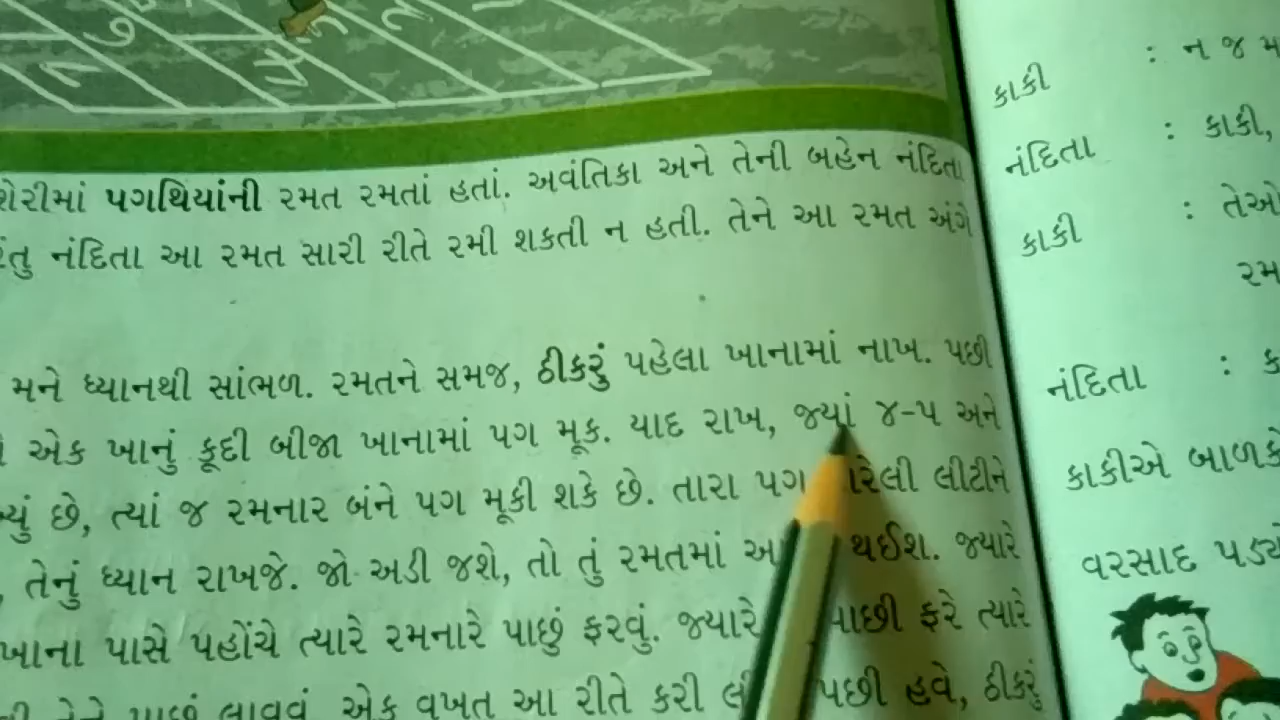 શેરીમાં પગથિયાંની રમત રમતાં હતાં. અવંતિકા અને તેની બહેન નંદિતા
નંદિતા આ રમત સારી રીતે રમી શકતી ન હતી. તેને આ રમત અંગે
મને ધ્યાનથી સાંભળ. રમતને સમજ, ઠીકરું પહેલા ખાનામાં નાખ. પછી
એક ખાનું કૂદી બીજા ખાનામાં પગ મૂક. યાદ રાખ, જ્યાં ૪-૫ અને
છે, ત્યાં જ રમનાર બંને પગ મૂકી શકે છે. તારા પગ લીટીને
તેનું ધ્યાન રાખજે. જો અડી જશે, તો તું રમતમાં થઈશ. જ્યારે
ખાના પાસે પહોંચે ત્યારે રમનારે પાછું ફરવું. જ્યારે પાછી ફરે ત્યારે
એક વખત આ રીતે કરી પછી હવે, ઠીકરું
કાકી : ન જ
નંદિતા : કાકી,
કાકી : તેઓ
રમ
નંદિતા :
કાકીએ બાળકો
વરસાદ